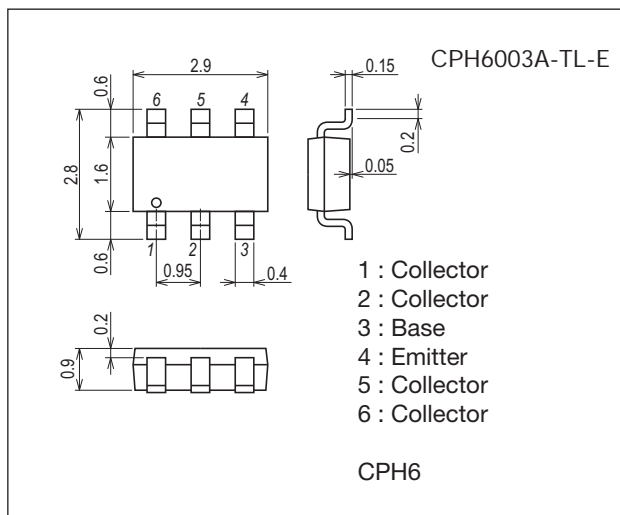 CPH6003A-TL-E
2.9
0.15
0.6
6 5 4
0.2
2.8
1.6
0.05
0.6
1 2 3
0.95
0.4
1 : Collector
2 : Collector
3 : Base
4 : Emitter
5 : Collector
6 : Collector
0.2
0.9
CPH6